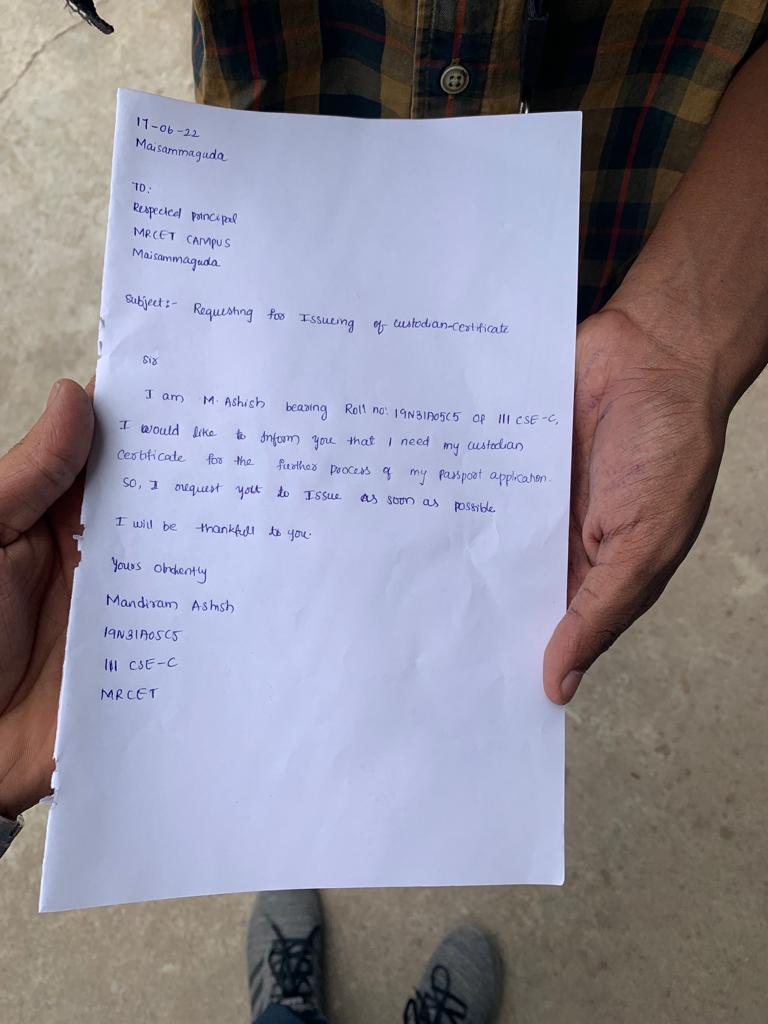 17-06-22
Maisammaguda
TO:
Respected principal
MRCET CAMPUS
Maisammaguda
Subject:- Requesting for Issueing of custodian-certificate
Sir
I am M. Ashish bearing Roll no: 19N31A05C5 OF III CSE-C,
I would like to Inform you that I need my custodian
certificate for the further process of my passport application.
SO, I request you to Issue as soon as possible
I will be thankfull to you.
Yours Obidiently
Mandiram Ashish
19N31A05C5
III CSE-C
MRCET